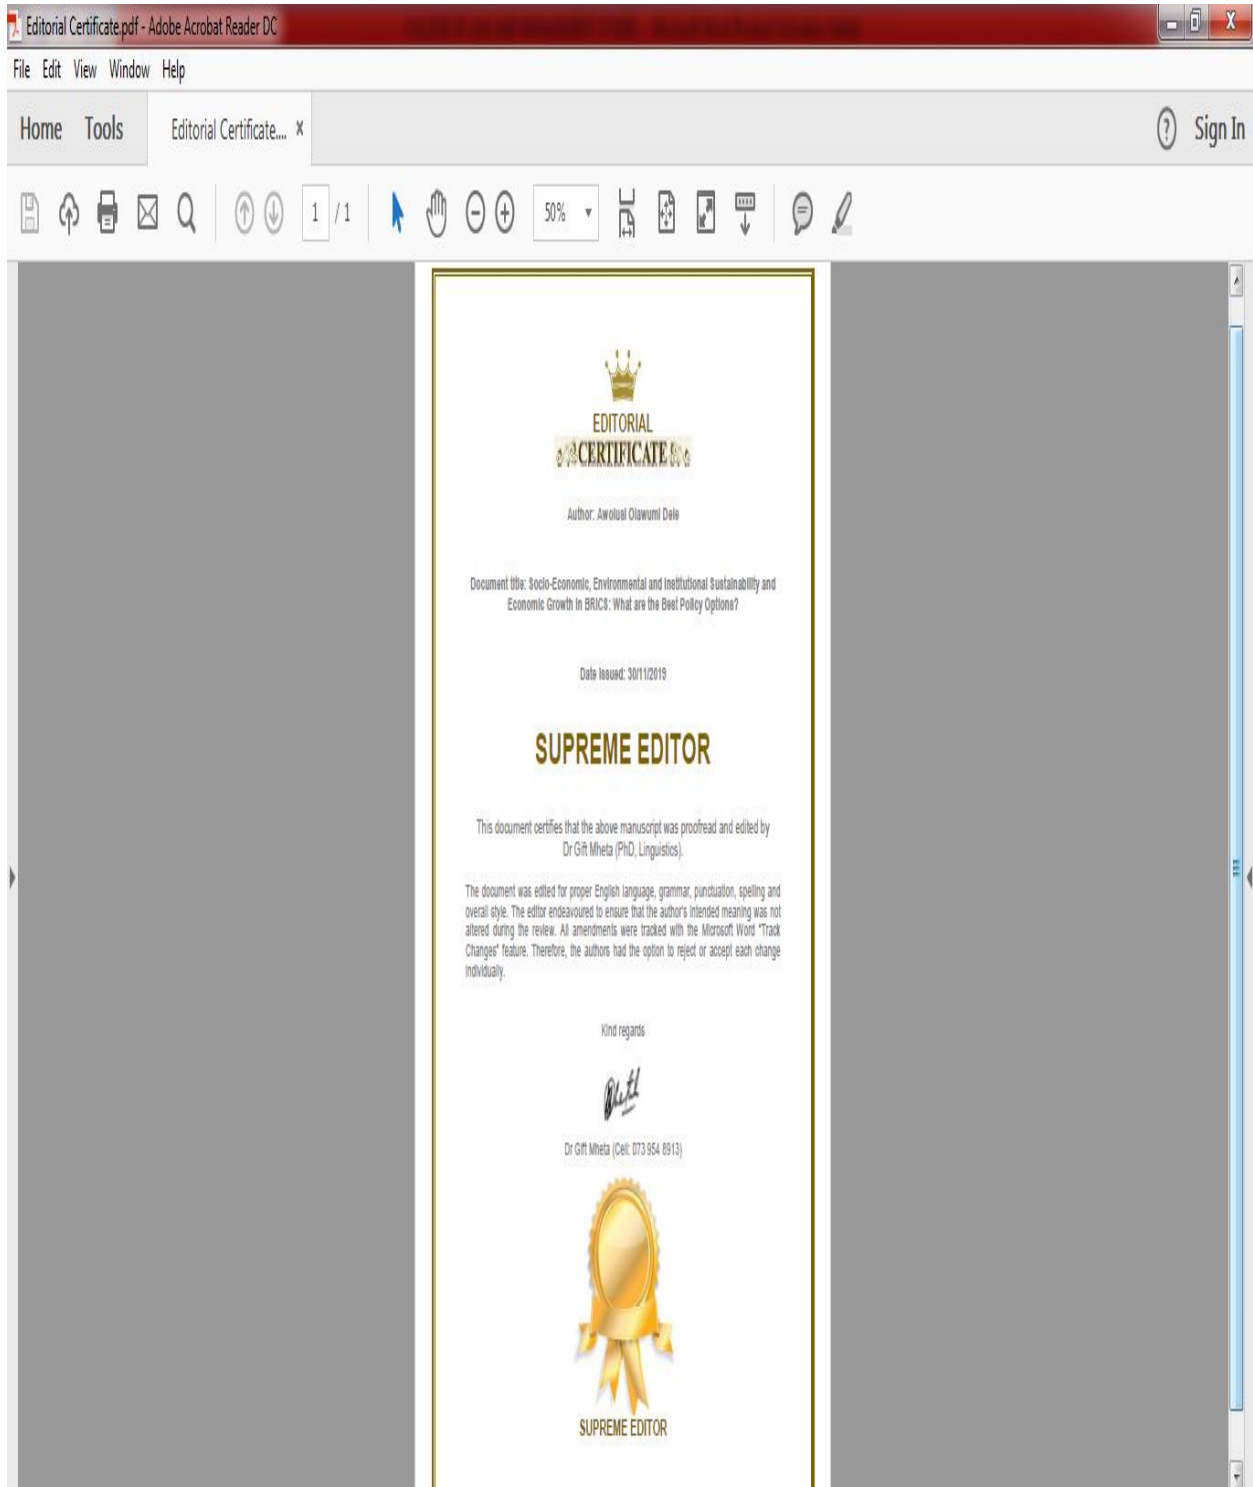 Editorial Certificate.pdf - Adobe Acrobat Reader DC
File Edit View Window Help
Home Tools Editorial Certificate.... × ? Sign In
1 / 1 50%
EDITORIAL
CERTIFICATE
Author: Awolusi Olawumi Dele
Document title: Socio-Economic, Environmental and Institutional Sustainability and
Economic Growth in BRICS: What are the Best Policy Options?
Date Issued: 30/11/2019
SUPREME EDITOR
This document certifies that the above manuscript was proofread and edited by
Dr Gift Mheta (PhD, Linguistics).
The document was edited for proper English language, grammar, punctuation, spelling and
overall style. The editor endeavoured to ensure that the author's intended meaning was not
altered during the review. All amendments were tracked with the Microsoft Word "Track
Changes" feature. Therefore, the authors had the option to reject or accept each change
individually.
Kind regards
Dr Gift Mheta (Cell: 073 954 8913)
SUPREME EDITOR